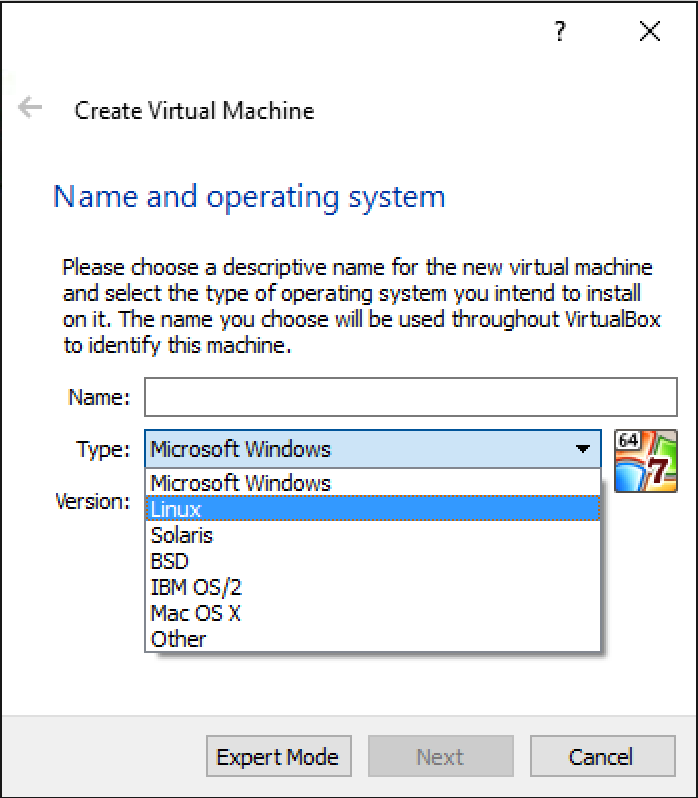 ?
Create Virtual Machine
Name and operating system
Please choose a descriptive name for the new virtual machine
and select the type of operating system you intend to install
on it. The name you choose will be used throughout VirtualBox
to identify this machine.
Name:
Type: Microsoft Windows
64
7
Microsoft Windows
Version:
Linux
Solaris
BSD
IBM OS/2
Mac OS X
Other
Expert Mode Next Cancel